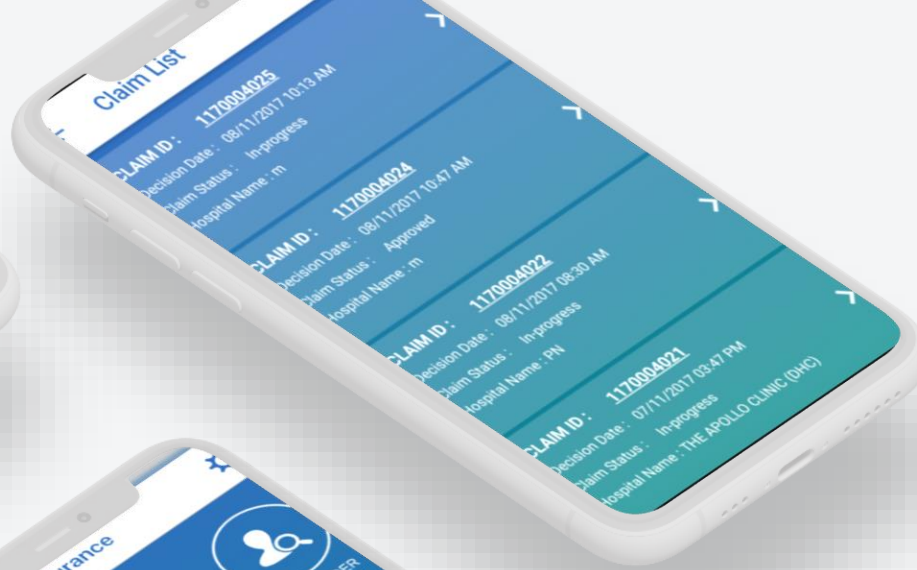 Claim List
CLAIM ID : 1170004025
Decision Date : 08/11/2017 10:13 AM
Claim Status : In-progress
Hospital Name : m
CLAIM ID : 1170004024
Decision Date : 08/11/2017 10:47 AM
Claim Status : Approved
Hospital Name : m
CLAIM ID : 1170004022
Decision Date : 08/11/2017 08:30 AM
Claim Status : In-progress
Hospital Name : PN
CLAIM ID : 1170004021
Decision Date : 07/11/2017 03:47 PM
Claim Status : In-progress
Hospital Name : THE APOLLO CLINIC (DHC)